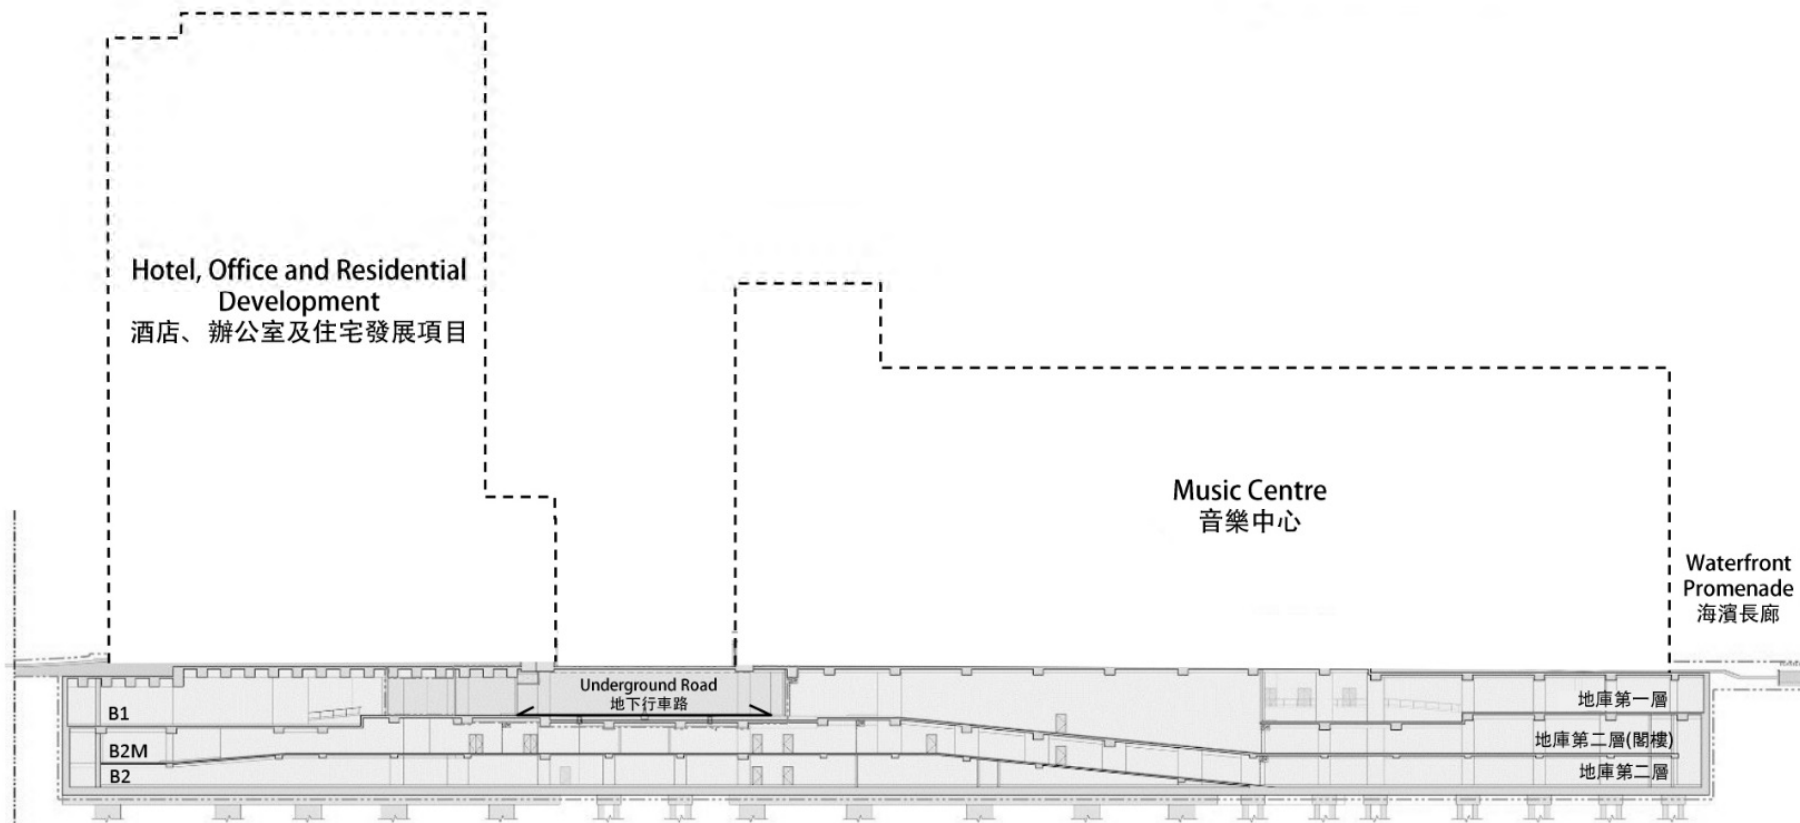 Hotel, Office and Residential
Development
酒店、辦公室及住宅發展項目
Music Centre
音樂中心
Waterfront
Promenade
海濱長廊
Underground Road
地下行車路
B1
地庫第一層
B2M
地庫第二層(閣樓)
B2
地庫第二層